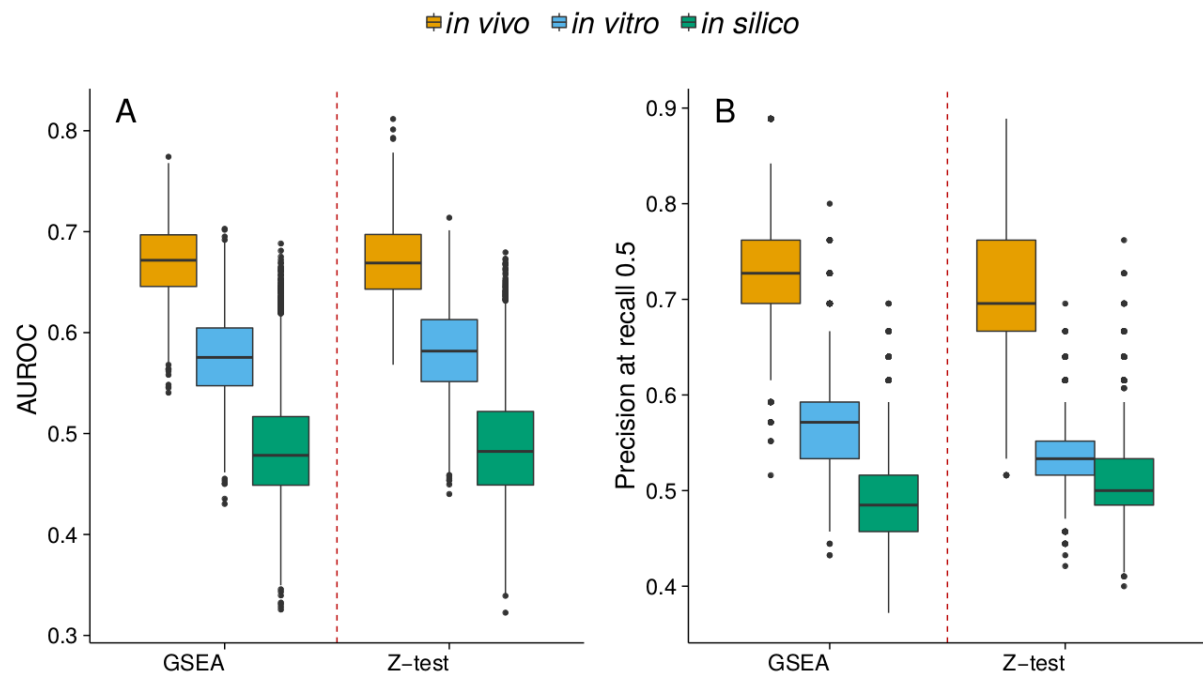 in vivo in vitro in silico
A
AUROC
0.8
0.7
0.6
0.5
0.4
0.3
GSEA Z−test
B
Precision at recall 0.5
0.9
0.8
0.7
0.6
0.5
0.4
GSEA Z−test